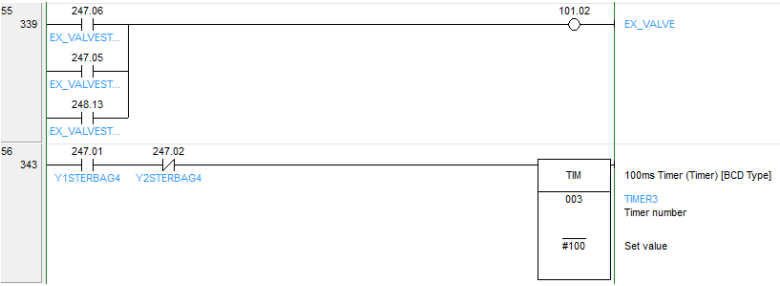 55
247.06
101.02
339
EX_VALVE
EX_VALVEST...
247.05
EX_VALVEST...
248.13
EX_VALVEST...
56
247.01
247.02
343
Y1STERBAG4
Y2STERBAG4
TIM
100ms Timer (Timer) [BCD Type]
003
TIMER3
Timer number
#100
Set value